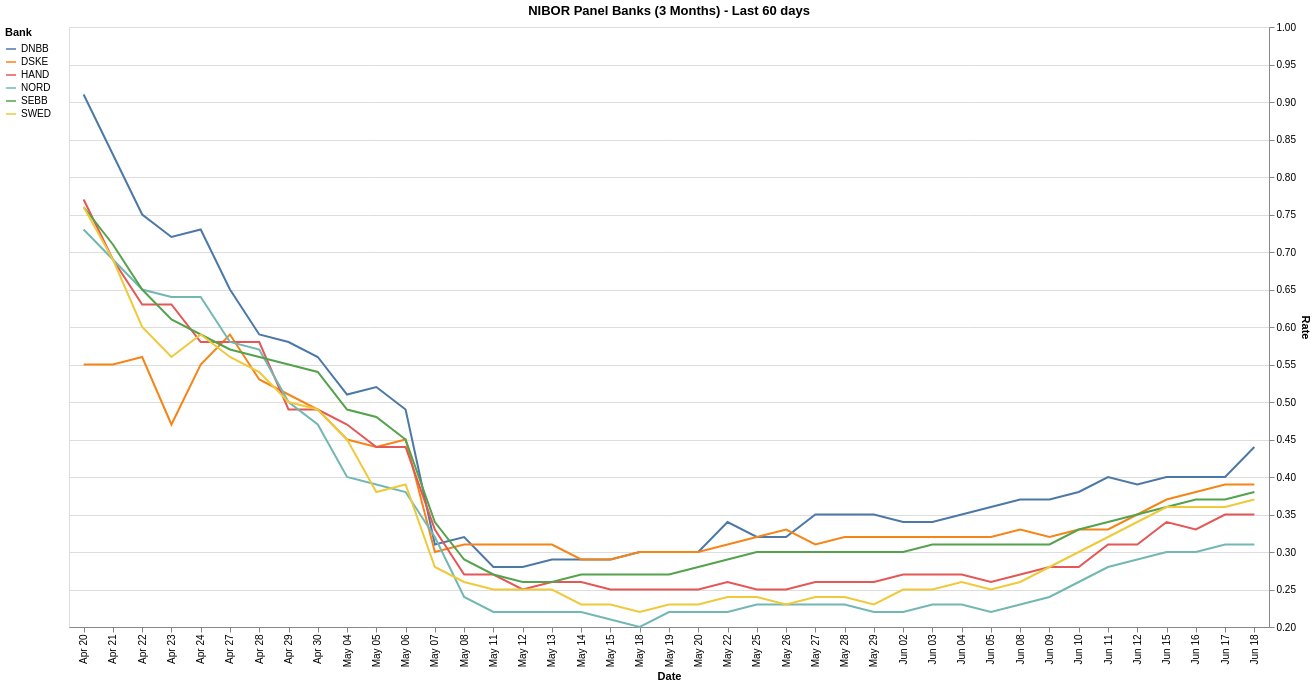 NIBOR Panel Banks (3 Months) - Last 60 days
Bank
DNBB
DSKE
HAND
NORD
SEBB
SWED
1.00
0.95
0.90
0.85
0.80
0.75
0.70
0.65
0.60
0.55
0.50
0.45
0.40
0.35
0.30
0.25
0.20
Rate
Apr 20
Apr 21
Apr 22
Apr 23
Apr 24
Apr 27
Apr 28
Apr 29
Apr 30
May 04
May 05
May 06
May 07
May 08
May 11
May 12
May 13
May 14
May 15
May 18
May 19
May 20
May 22
May 25
May 26
May 27
May 28
May 29
Jun 02
Jun 03
Jun 04
Jun 05
Jun 08
Jun 09
Jun 10
Jun 11
Jun 12
Jun 15
Jun 16
Jun 17
Jun 18
Date